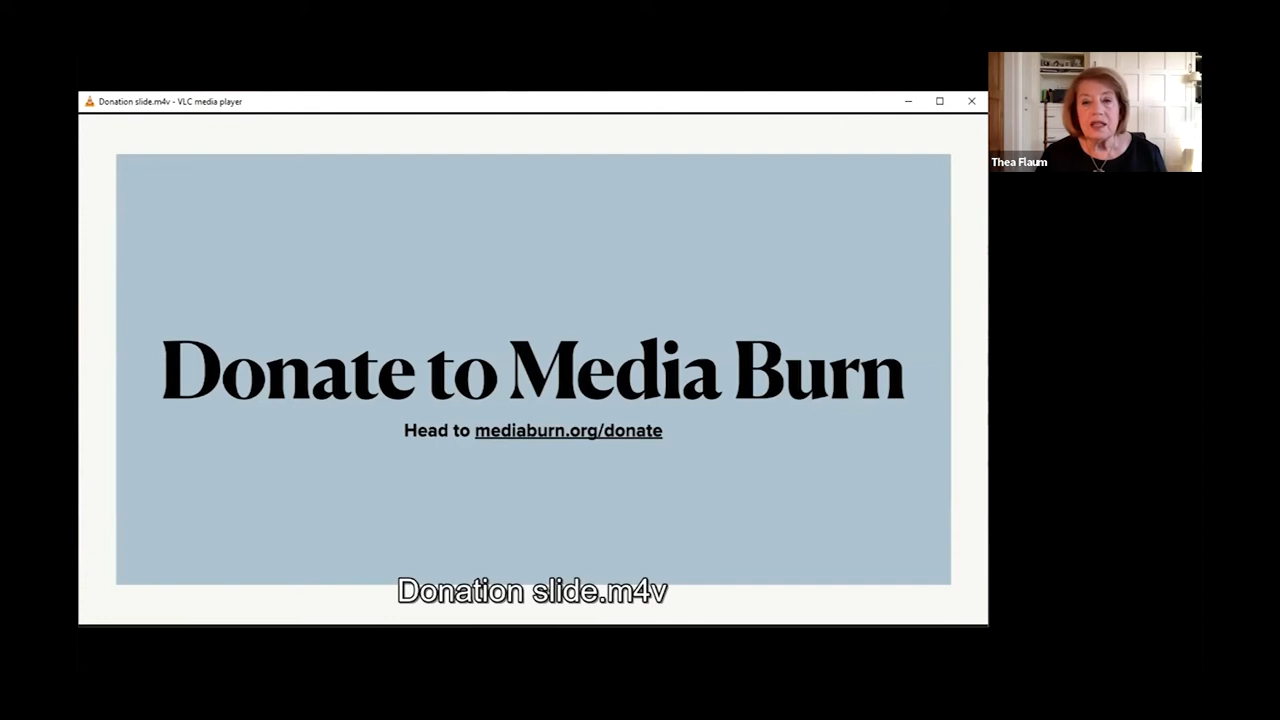 Donation slide.m4v - VLC media player
Thea Flaum
Donate to Media Burn
Head to mediaburn.org/donate
Donation slide.m4v